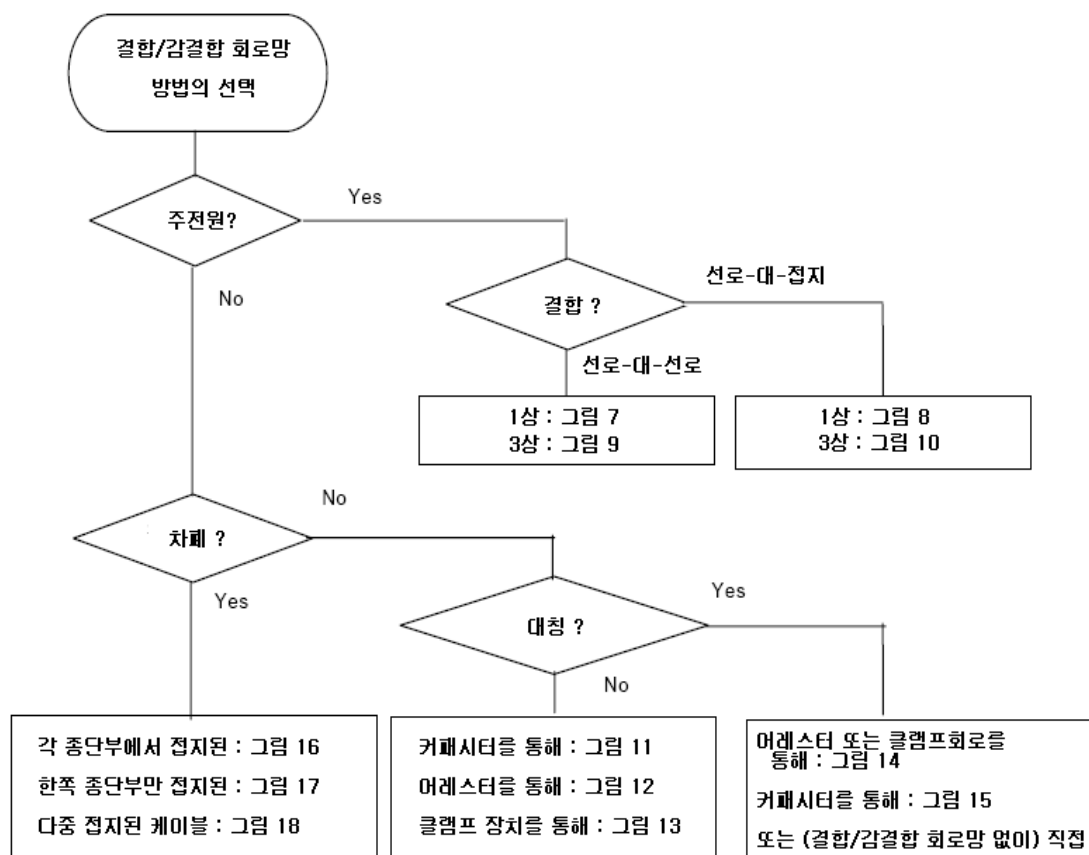 결합/감결합 회로망
방법의 선택
주전원?
Yes
No
결합 ?
선로-대-접지
선로-대-선로
1상 : 그림 7
3상 : 그림 9
1상 : 그림 8
3상 : 그림 10
차폐 ?
No
Yes
대칭 ?
Yes
No
각 종단부에서 접지된 : 그림 16
한쪽 종단부만 접지된 : 그림 17
다중 접지된 케이블 : 그림 18
커패시터를 통해 : 그림 11
어레스터를 통해 : 그림 12
클램프 장치를 통해 : 그림 13
어레스터 또는 클램프회로를
통해 : 그림 14
커패시터를 통해 : 그림 15
또는 (결합/감결합 회로망 없이) 직접